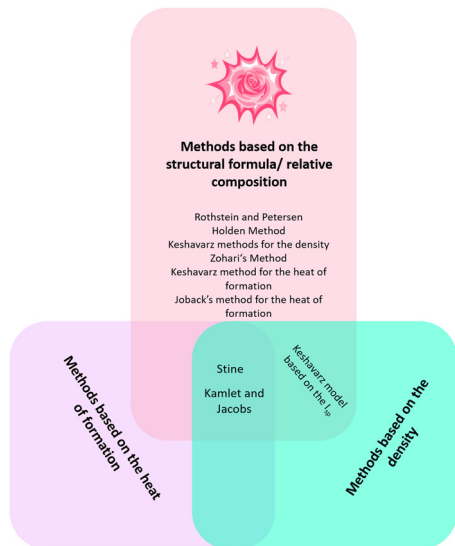 Methods based on the
structural formula/ relative
composition
Rothstein and Petersen
Holden Method
Keshavarz methods for the density
Zohari's Method
Keshavarz method for the heat of
formation
Joback's method for the heat of
formation
Methods based on the heat
of formation
Stine
Kamlet and
Jacobs
Keshavarz model
based on the I_sp
Methods based on the
density